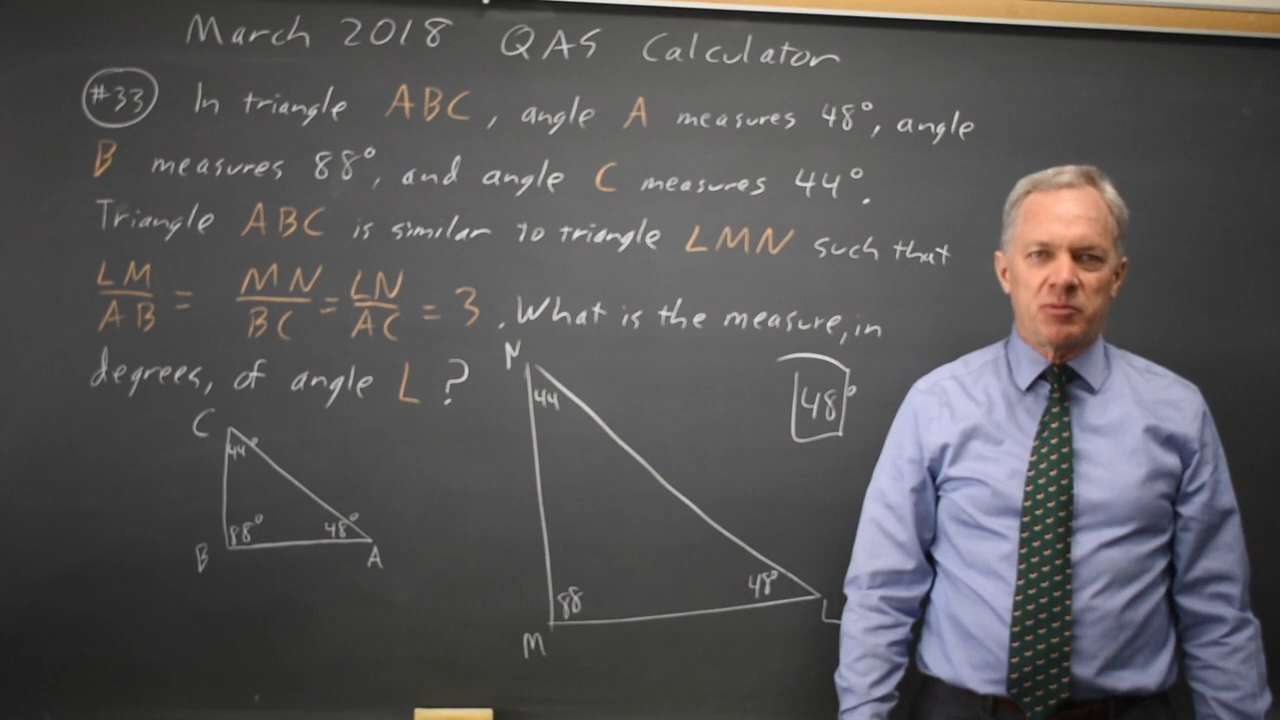 March 2018 QAS Calculator
#33 In triangle ABC, angle A measures 48°, angle
B measures 88°, and angle C measures 44°.
Triangle ABC is similar to triangle LMN such that
LM/AB = MN/BC = LN/AC = 3. What is the measure, in
degrees, of angle L?
48°
N
44
C
44°
88° 48°
B A
88 48°
M L